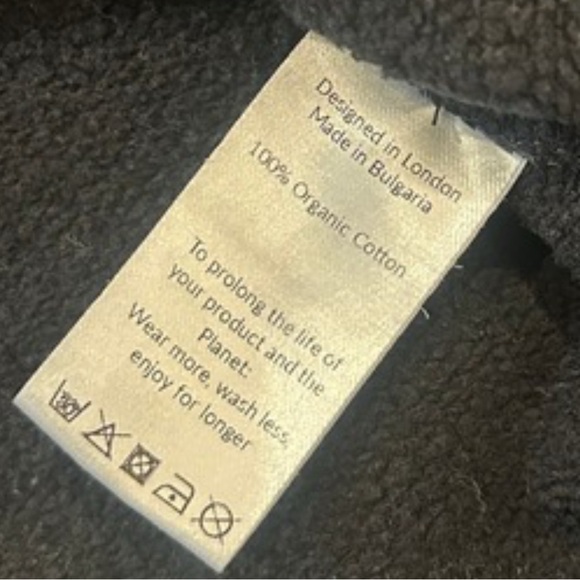 Designed in London
Made in Bulgaria
100% Organic Cotton
To prolong the life of
your product and the
Planet:
Wear more, wash less,
enjoy for longer
30